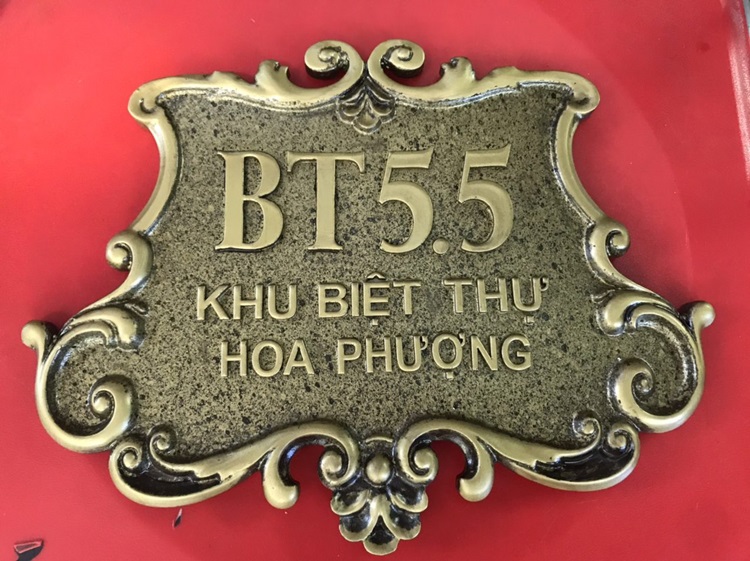 BT5.5
KHU BIỆT THỰ
HOA PHƯỢNG